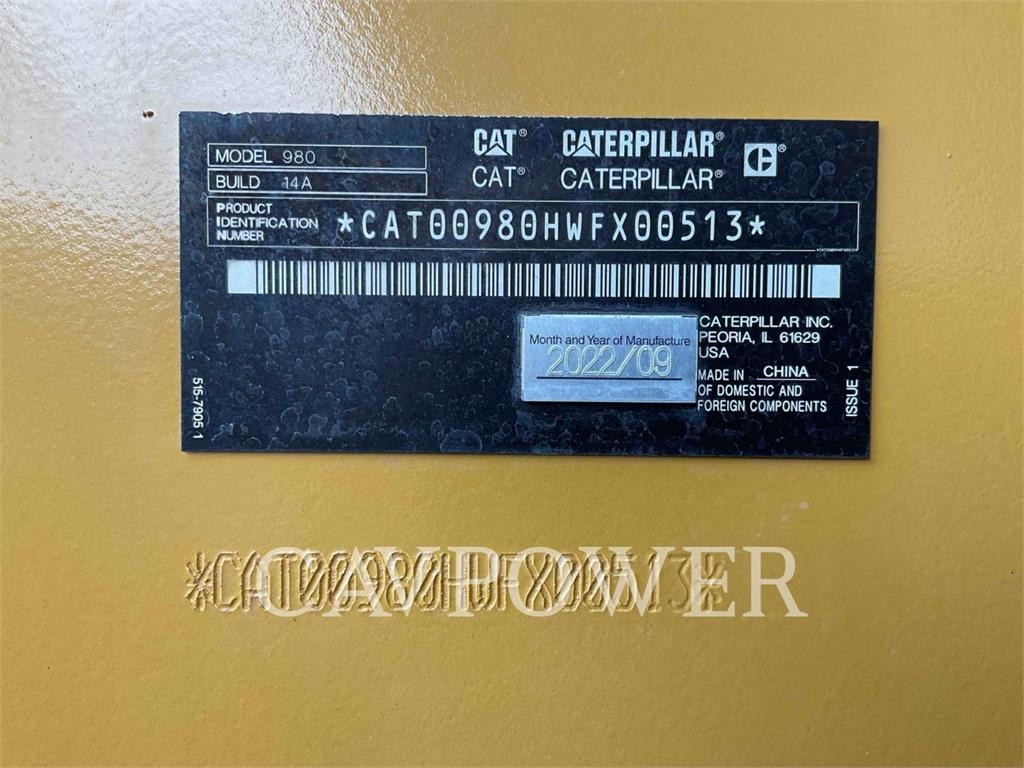 MODEL 980
BUILD 14A
CAT® CATERPILLAR®
CAT® CATERPILLAR®
PRODUCT
IDENTIFICATION
NUMBER
*CAT00980HWFX00513*
Month and Year of Manufacture
2022/09
CATERPILLAR INC.
PEORIA, IL 61629
USA
MADE IN CHINA
OF DOMESTIC AND
FOREIGN COMPONENTS
515-7905 1
ISSUE 1
*CAT00980HWFX00513*
CAVPOWER